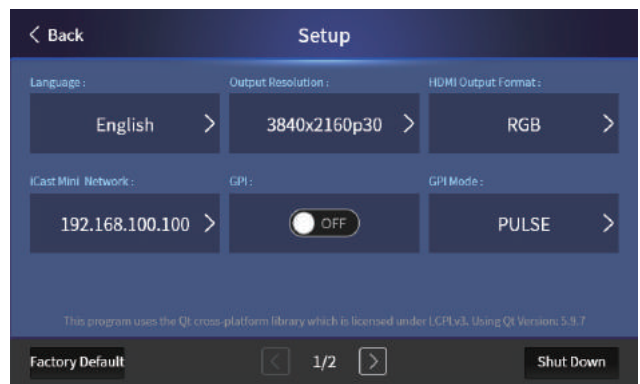 Back
Setup
Language :
Output Resolution :
HDMI Output Format :
English
3840x2160p30
RGB
iCast Mini Network :
GPI :
GPI Mode :
192.168.100.100
OFF
PULSE
This program uses the Qt cross-platform library which is licensed under LCPLv3. Using Qt Version: 5.9.7
Factory Default
1/2
Shut Down